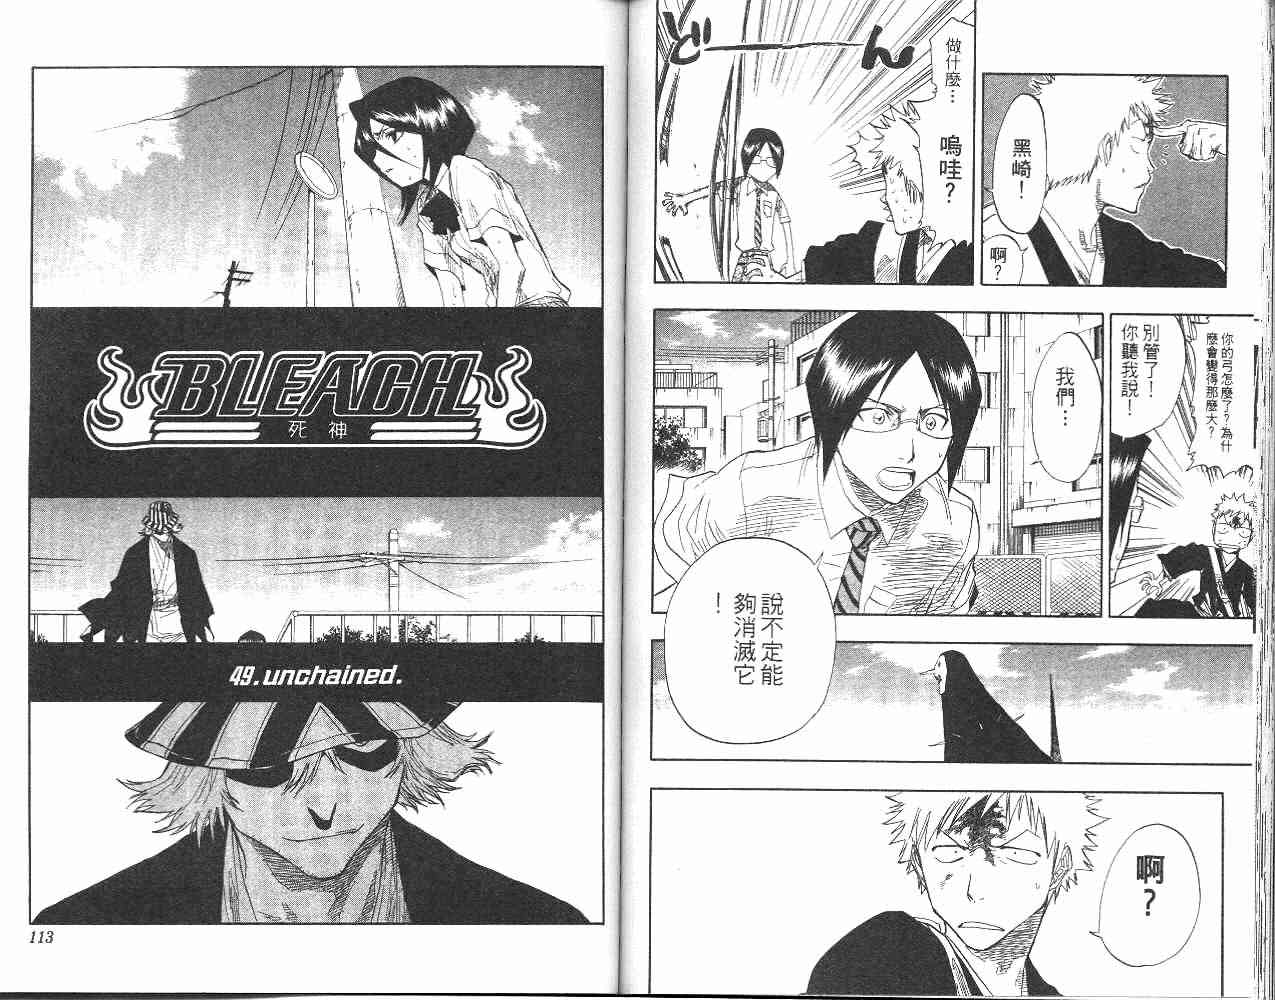 黑
崎！
啊？
做什麼…
嗚哇？
どーーん
你的弓怎麼了？為什
麼會變得那麼大？
別管了！
你聽我說！
我們…
說不定能
夠消滅它
！
啊？
BLEACH
死神
49. unchained.
113